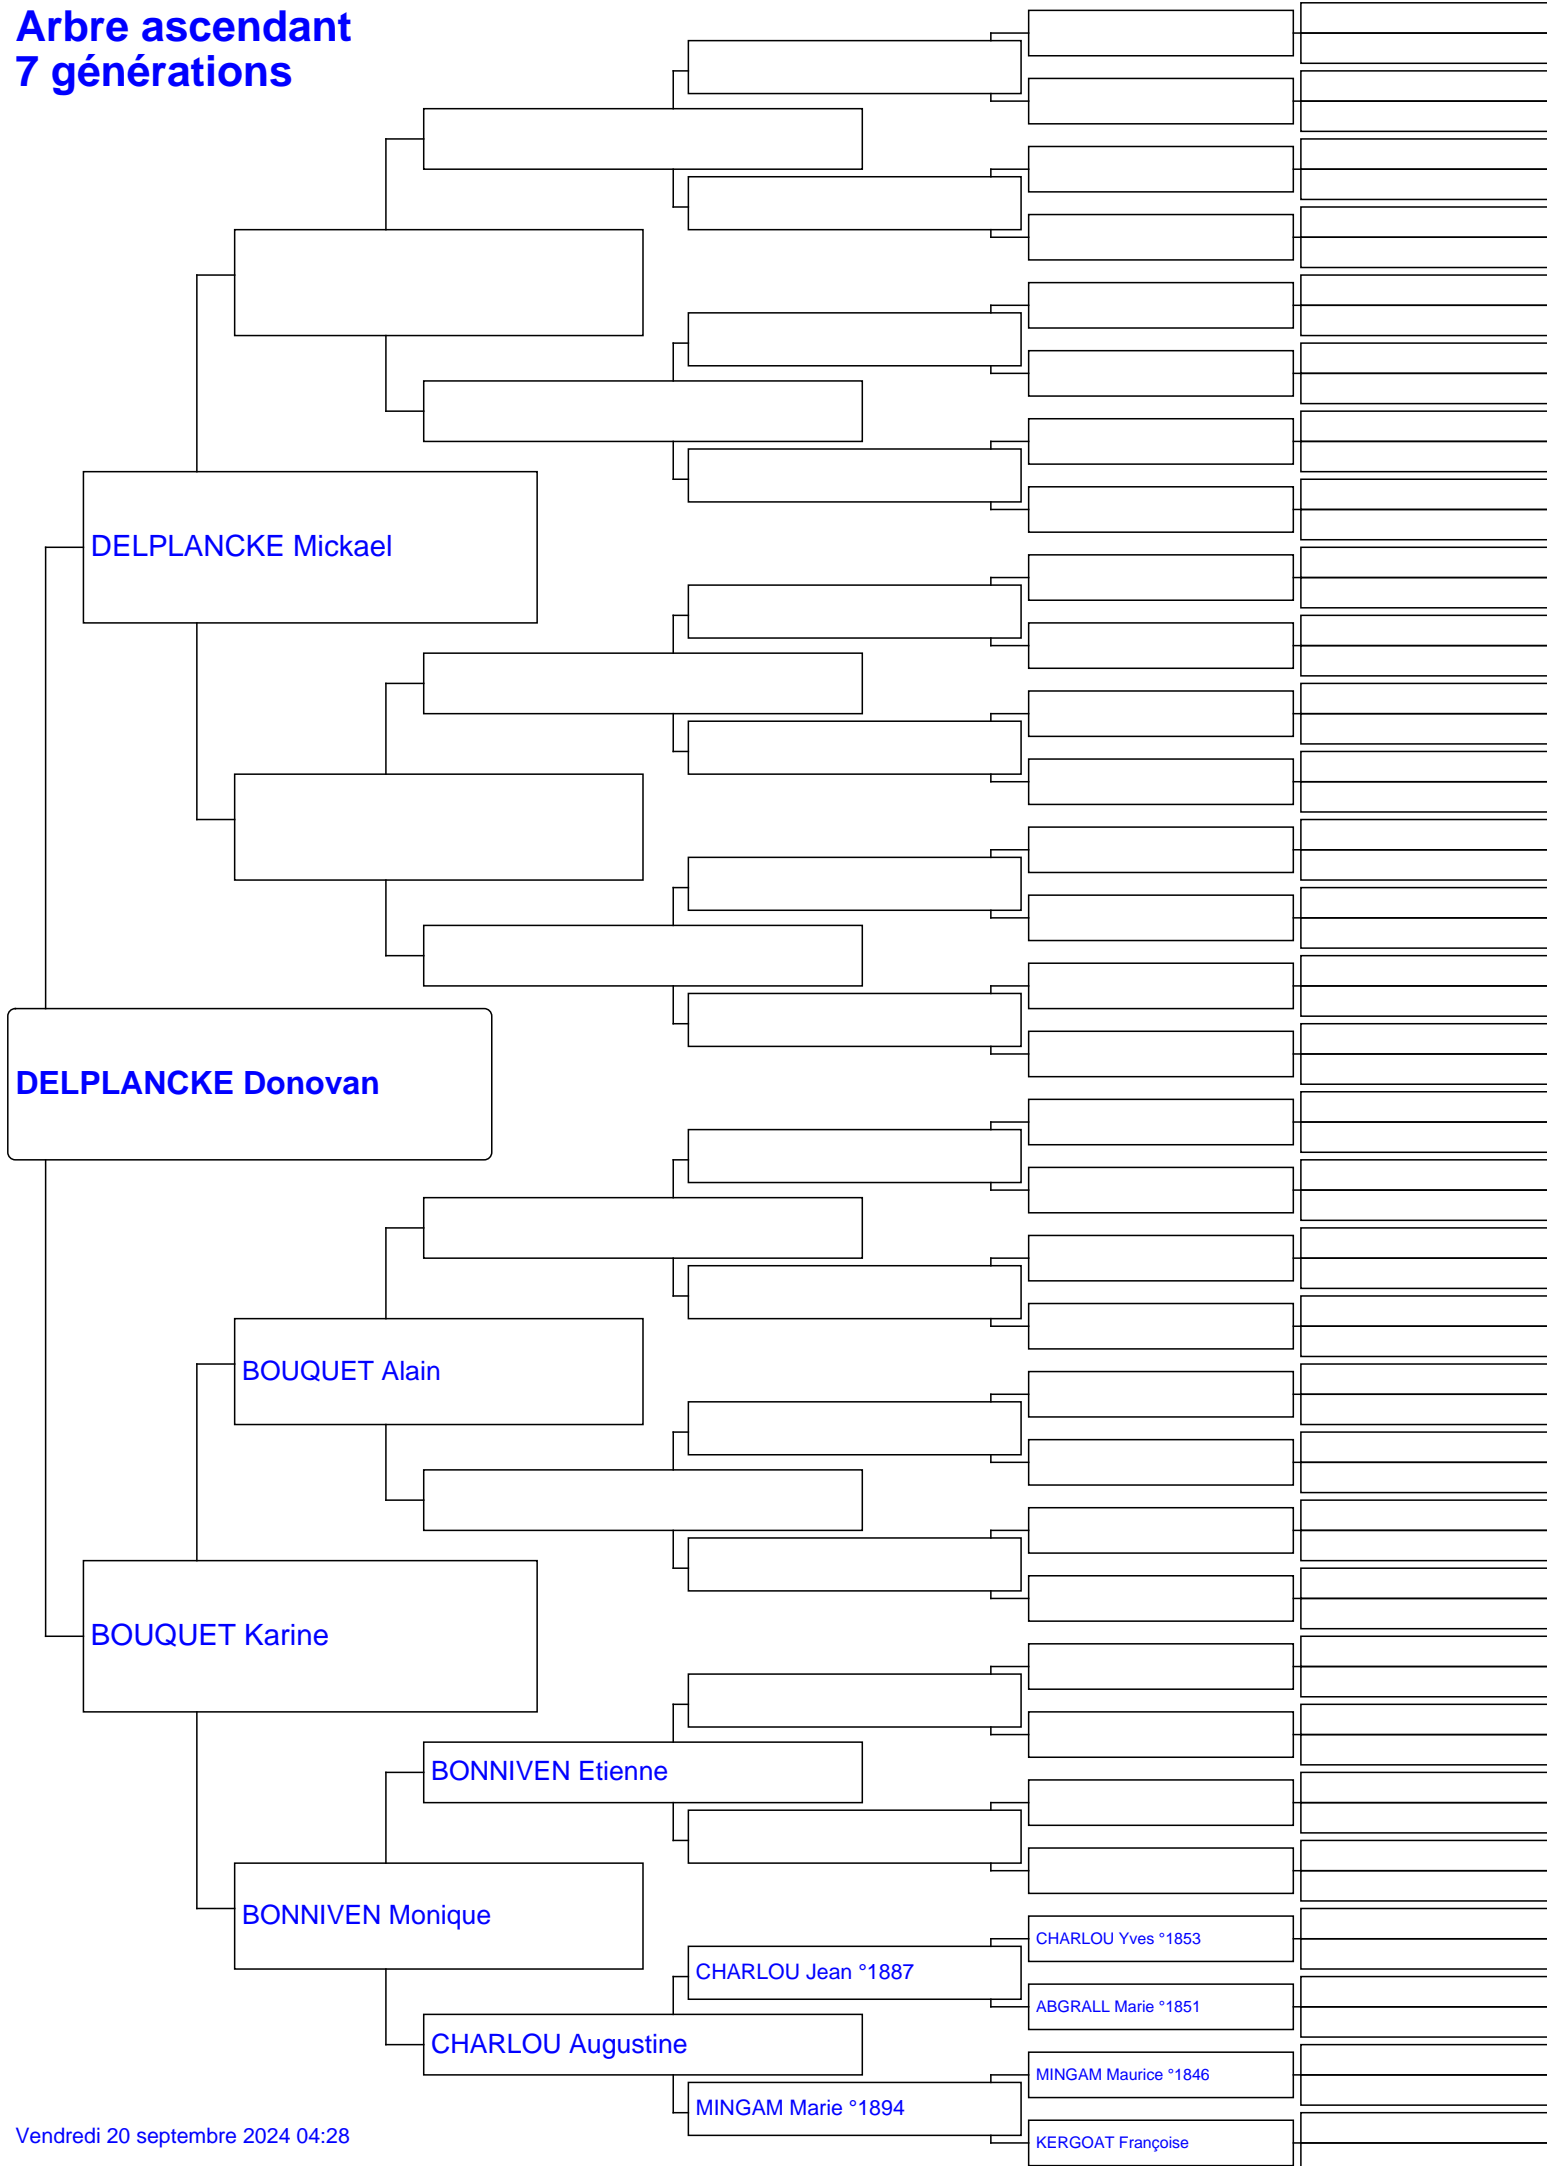 Arbre ascendant
7 générations
DELPLANCKE Mickael
DELPLANCKE Donovan
BOUQUET Alain
BOUQUET Karine
BONNIVEN Etienne
BONNIVEN Monique
CHARLOU Yves °1853
CHARLOU Jean °1887
ABGRALL Marie °1851
CHARLOU Augustine
MINGAM Maurice °1846
MINGAM Marie °1894
KERGOAT Françoise
Vendredi 20 septembre 2024 04:28